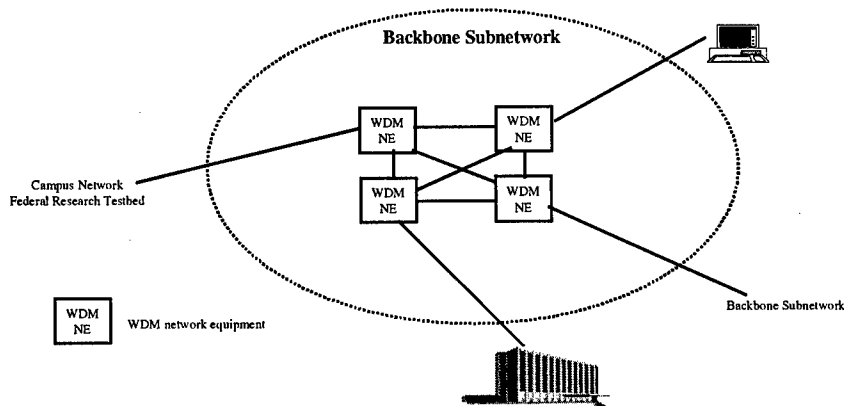 Backbone Subnetwork
WDM
NE
WDM
NE
WDM
NE
WDM
NE
Campus Network
Federal Research Testbed
Backbone Subnetwork
WDM
NE
WDM network equipment